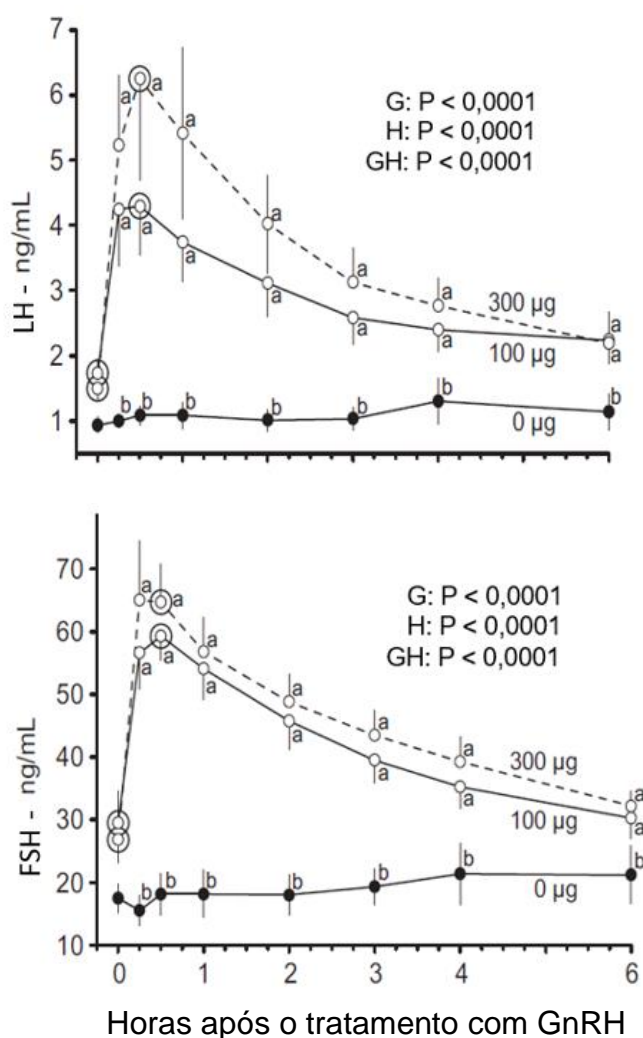 7
6
5
4
3
2
1
LH - ng/mL
G: P < 0,0001
H: P < 0,0001
GH: P < 0,0001
a a a a a a a
a a a a a a a
b b b b b b b
300 µg
100 µg
0 µg
70
60
50
40
30
20
10
FSH - ng/mL
G: P < 0,0001
H: P < 0,0001
GH: P < 0,0001
a a a a a a a
a a a a a a a
b b b b b b b
300 µg
100 µg
0 µg
0 1 2 3 4 6
Horas após o tratamento com GnRH